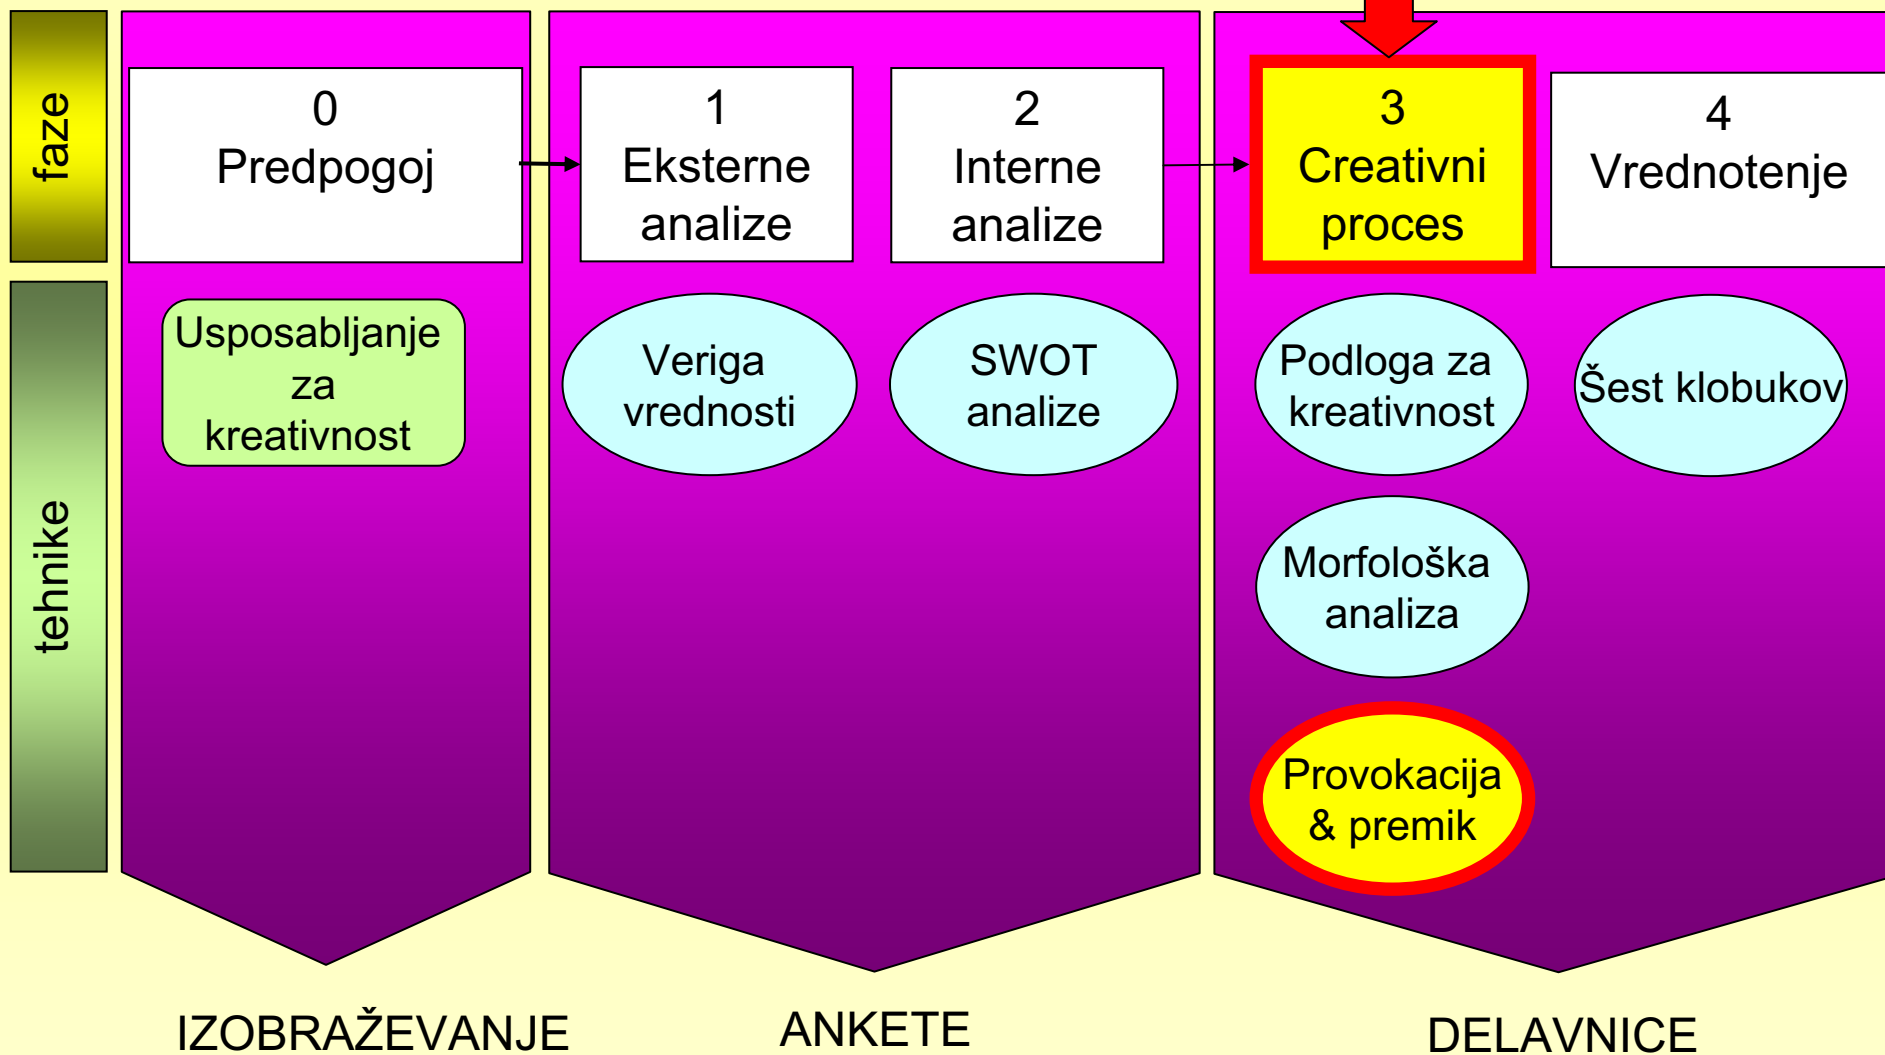 faze
0
Predpogoj
1
Eksterne
analize
2
Interne
analize
3
Creativni
proces
4
Vrednotenje
tehnike
Usposabljanje
za
kreativnost
Veriga
vrednosti
SWOT
analize
Podloga za
kreativnost
Šest klobukov
Morfološka
analiza
Provokacija
& premik
IZOBRAŽEVANJE
ANKETE
DELAVNICE